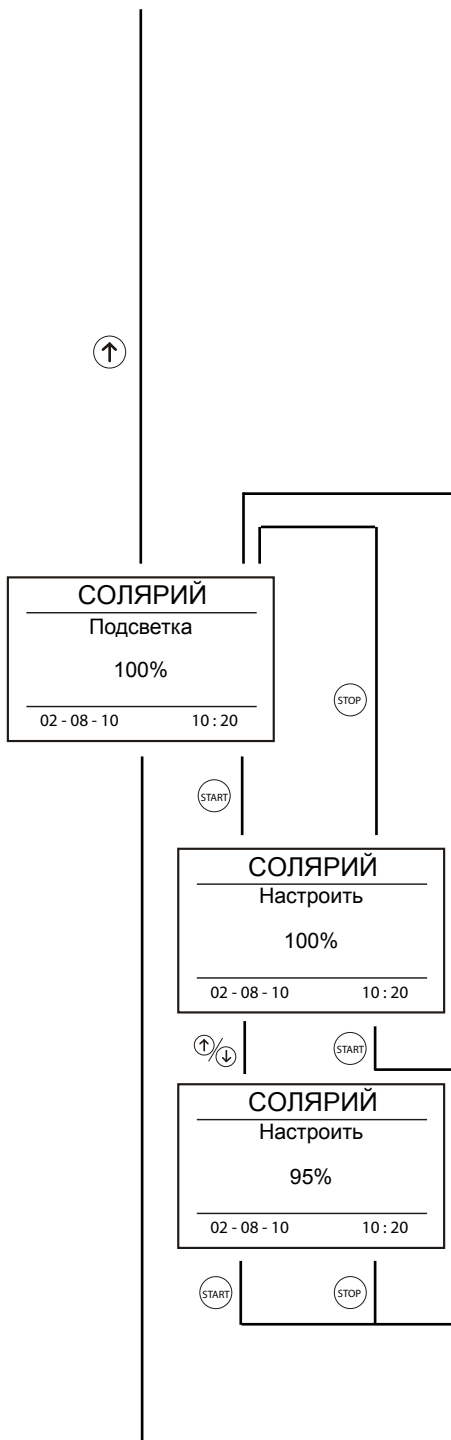 СОЛЯРИЙ
Подсветка
100%
02 - 08 - 10 10 : 20
STOP
START
СОЛЯРИЙ
Настроить
100%
02 - 08 - 10 10 : 20
START
СОЛЯРИЙ
Настроить
95%
02 - 08 - 10 10 : 20
START STOP